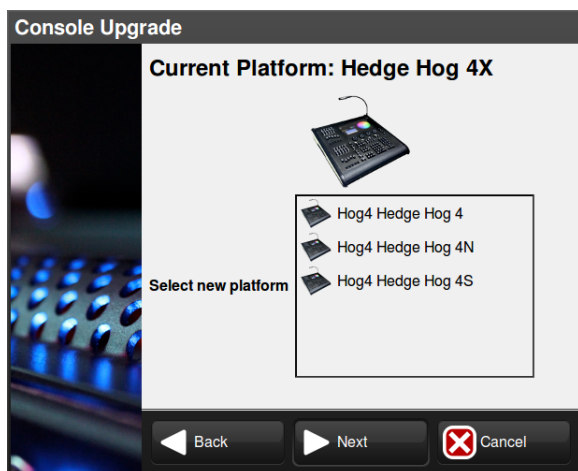 Console Upgrade
Current Platform: Hedge Hog 4X
Hog4 Hedge Hog 4
Hog4 Hedge Hog 4N
Select new platform
Hog4 Hedge Hog 4S
Back
Next
Cancel